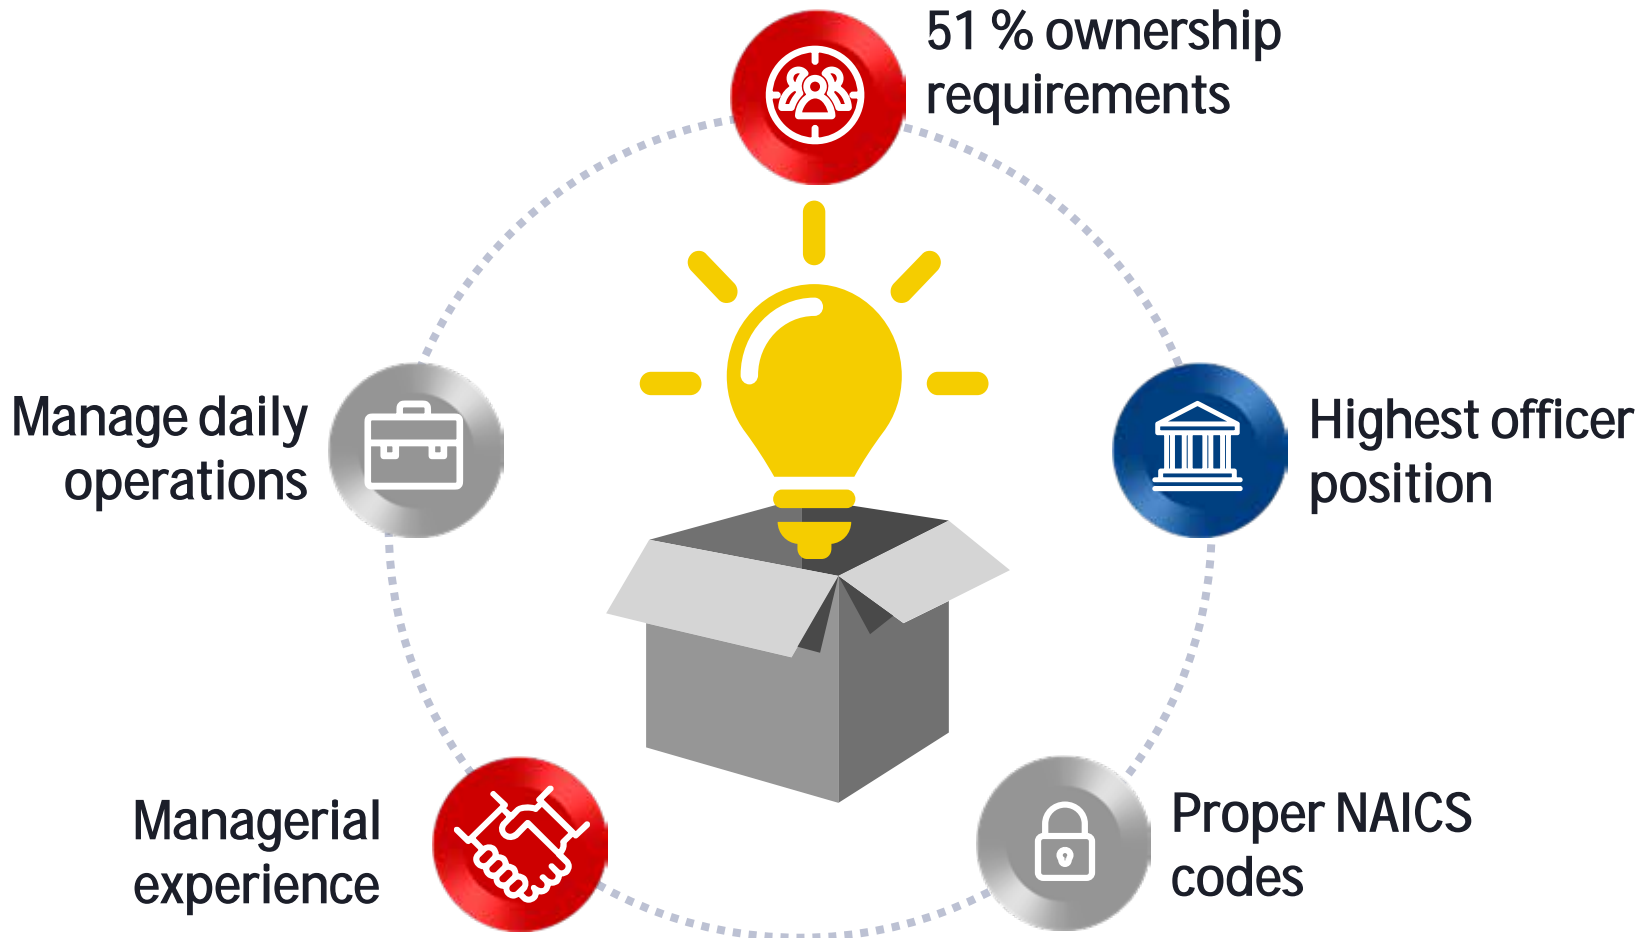 51 % ownership
requirements
Manage daily
operations
Highest officer
position
Managerial
experience
Proper NAICS
codes